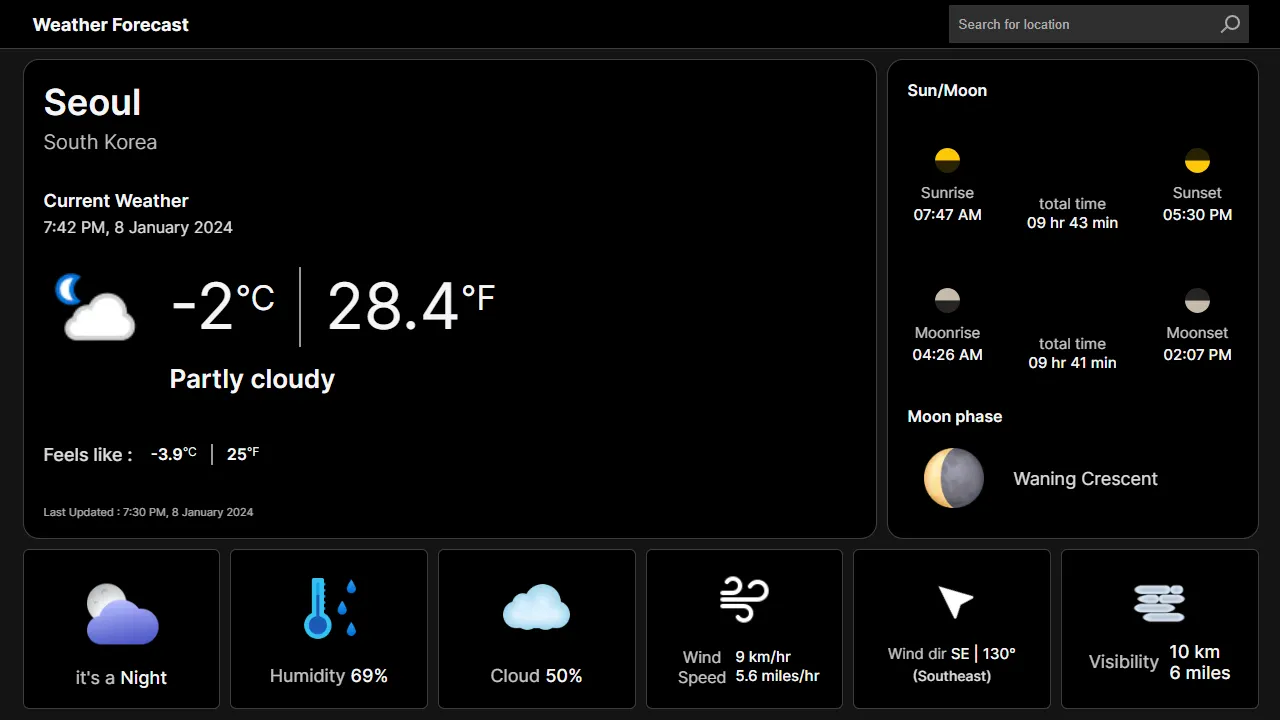 Weather Forecast
Search for location
Seoul
South Korea
Current Weather
7:42 PM, 8 January 2024
-2°C | 28.4°F
Partly cloudy
Feels like : -3.9°C | 25°F
Last Updated : 7:30 PM, 8 January 2024
Sun/Moon
Sunrise
07:47 AM
total time
09 hr 43 min
Sunset
05:30 PM
Moonrise
04:26 AM
total time
09 hr 41 min
Moonset
02:07 PM
Moon phase
Waning Crescent
it's a Night
Humidity 69%
Cloud 50%
Wind Speed
9 km/hr
5.6 miles/hr
Wind dir SE | 130°
(Southeast)
Visibility
10 km
6 miles